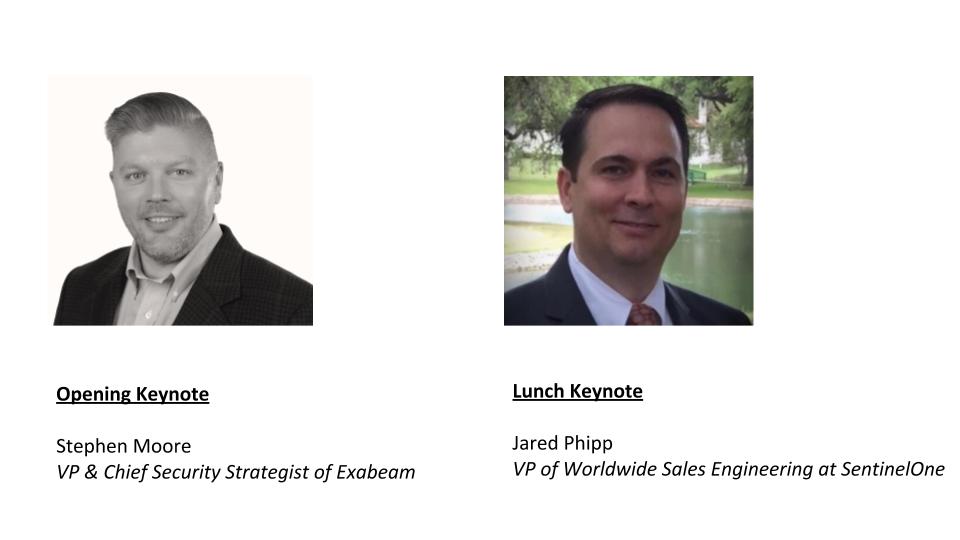 Opening Keynote
Stephen Moore
VP & Chief Security Strategist of Exabeam
Lunch Keynote
Jared Phipp
VP of Worldwide Sales Engineering at SentinelOne